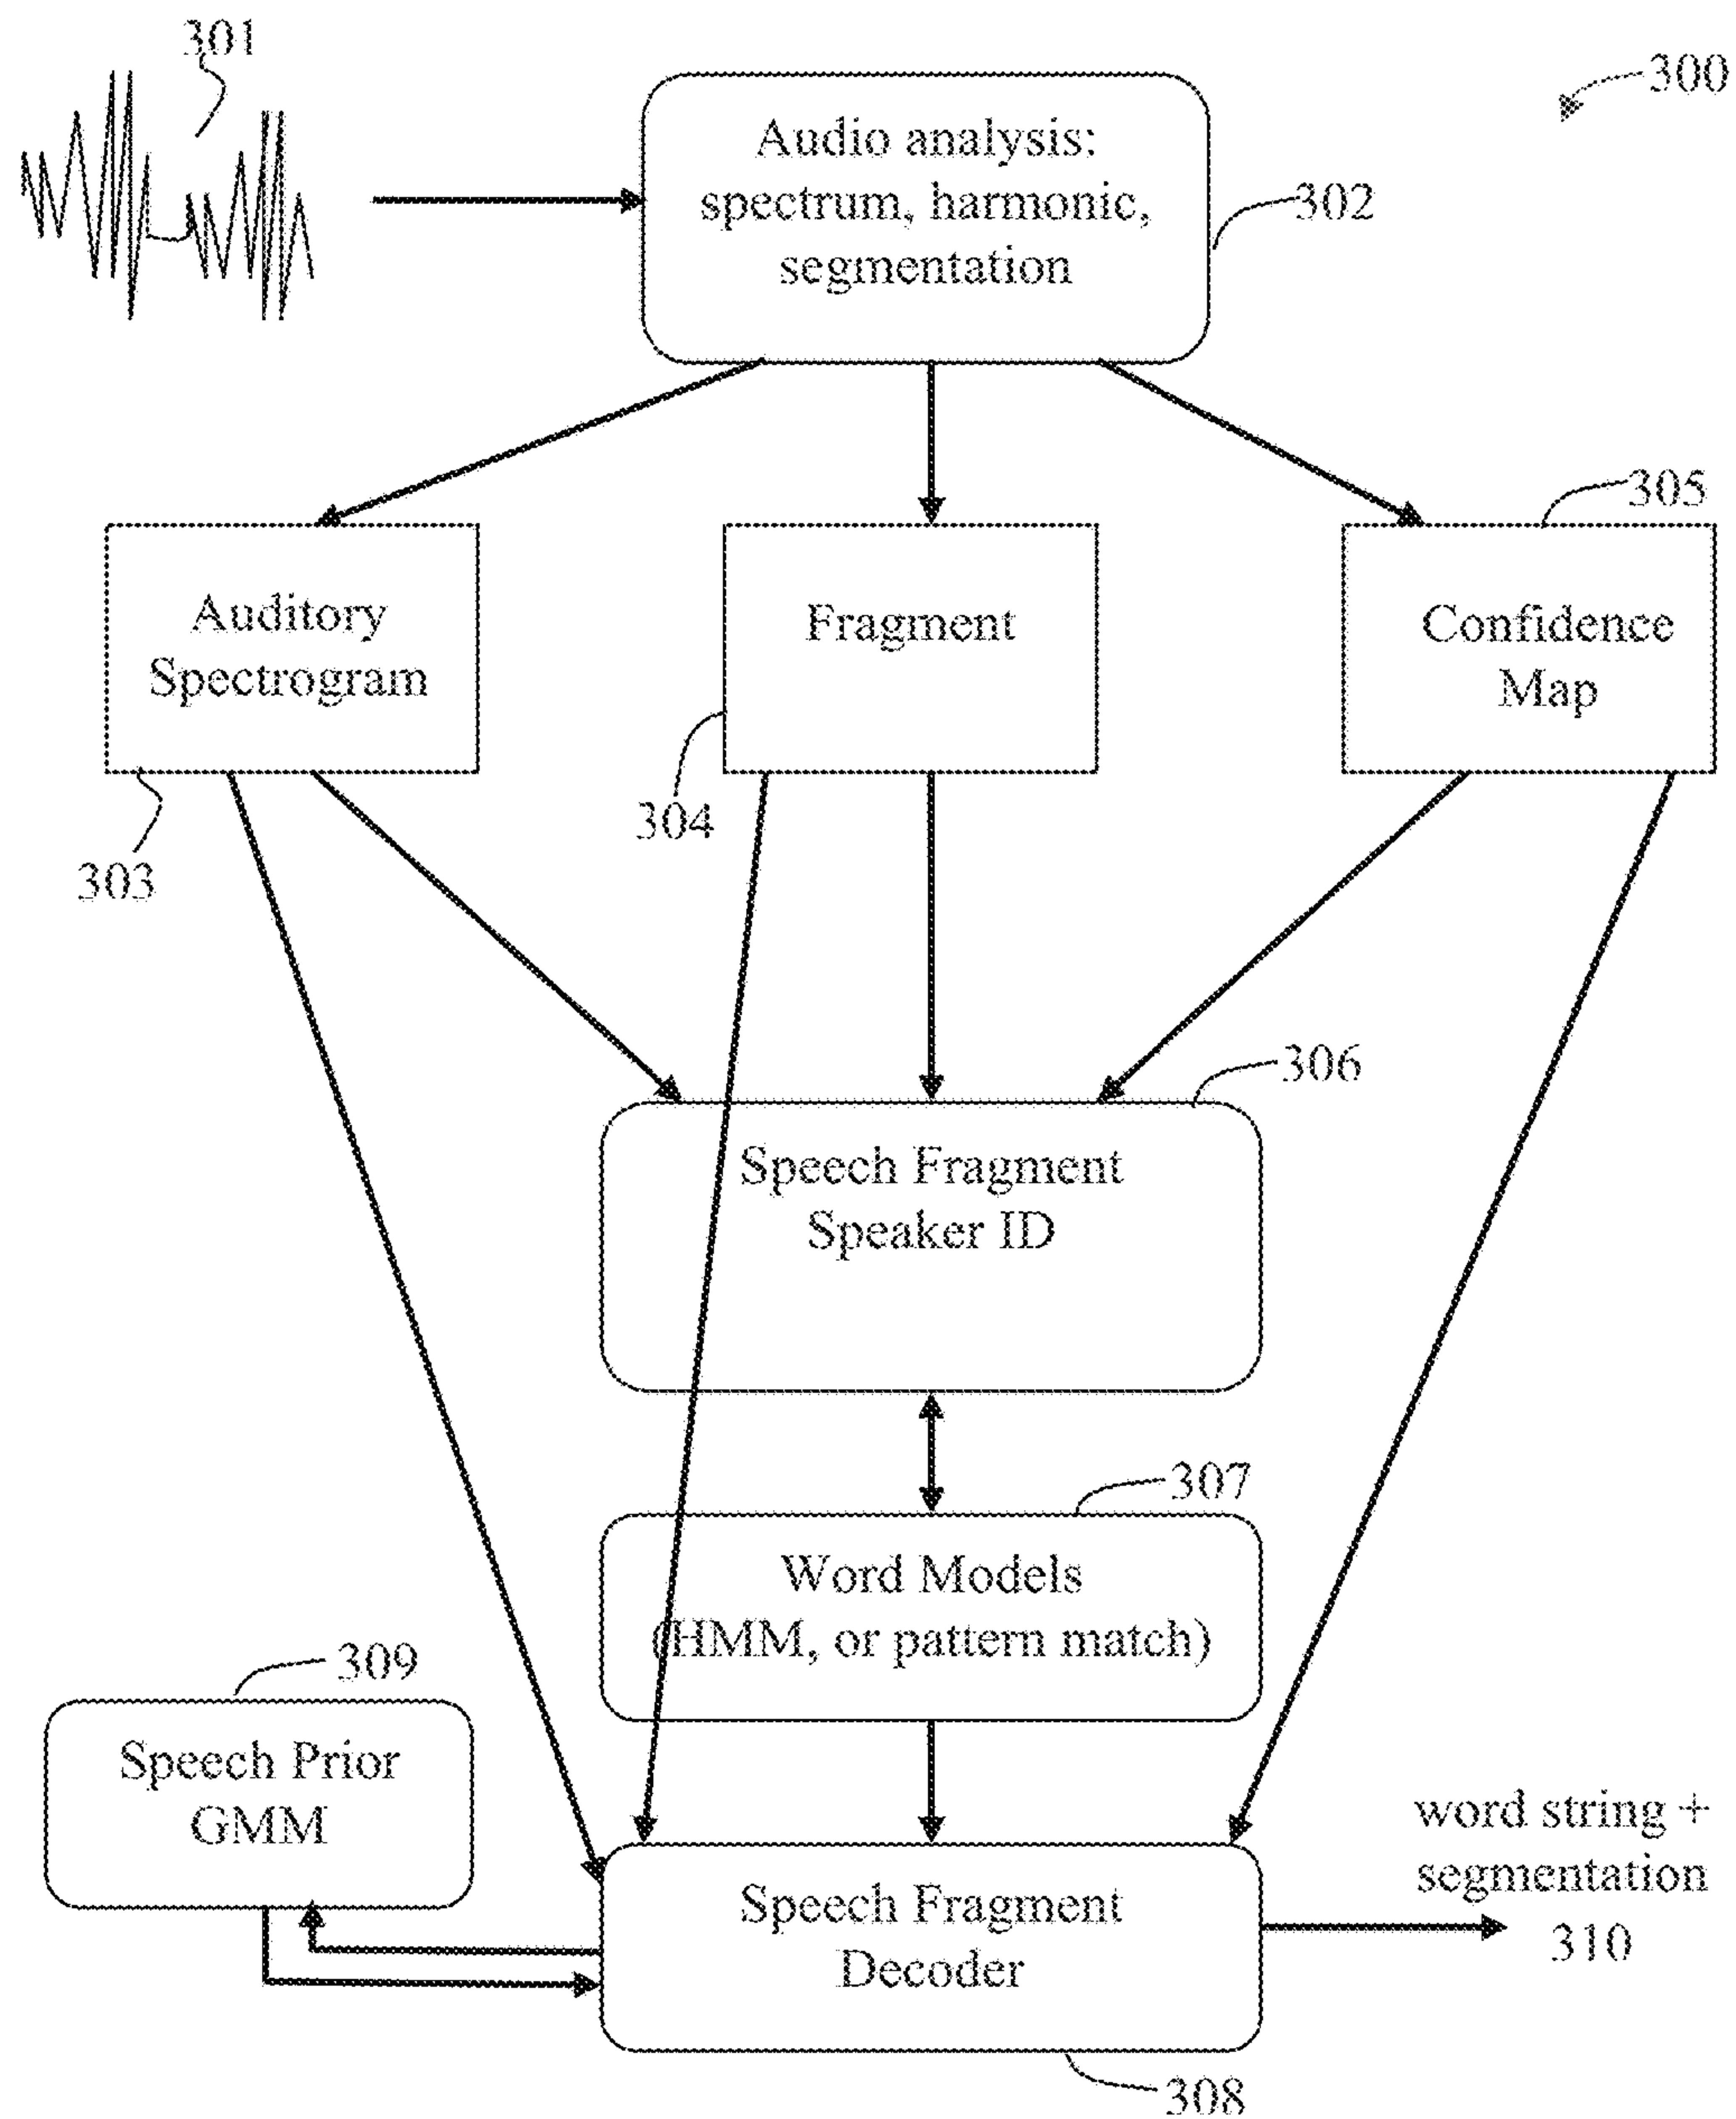 301
300
Audio analysis:
spectrum, harmonic,
segmentation
302
305
Auditory
Spectrogram
Fragment
Confidence
Map
304
303
306
Speech Fragment
Speaker ID
307
Word Models
(HMM, or pattern match)
309
Speech Prior
GMM
word string +
segmentation
310
Speech Fragment
Decoder
308